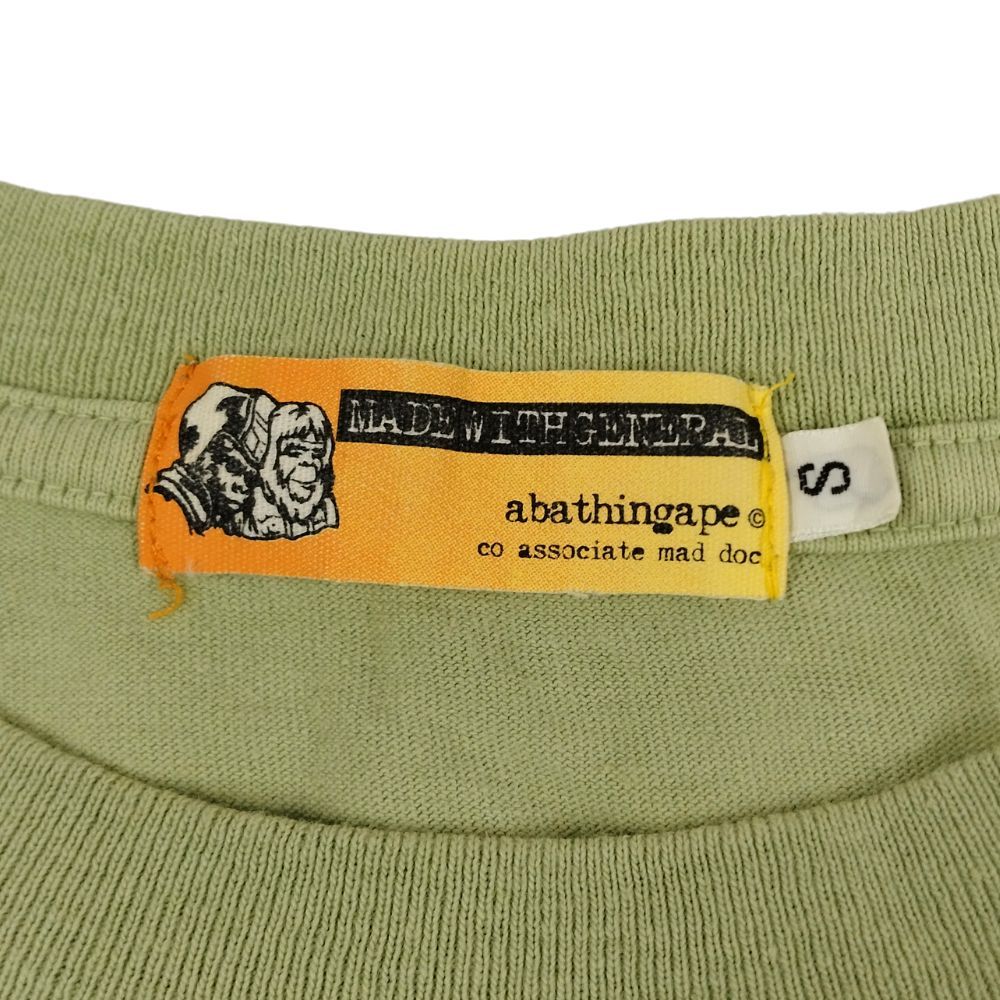 MADE WITH GENERAL
abathingape ©
co associate mad doc
S